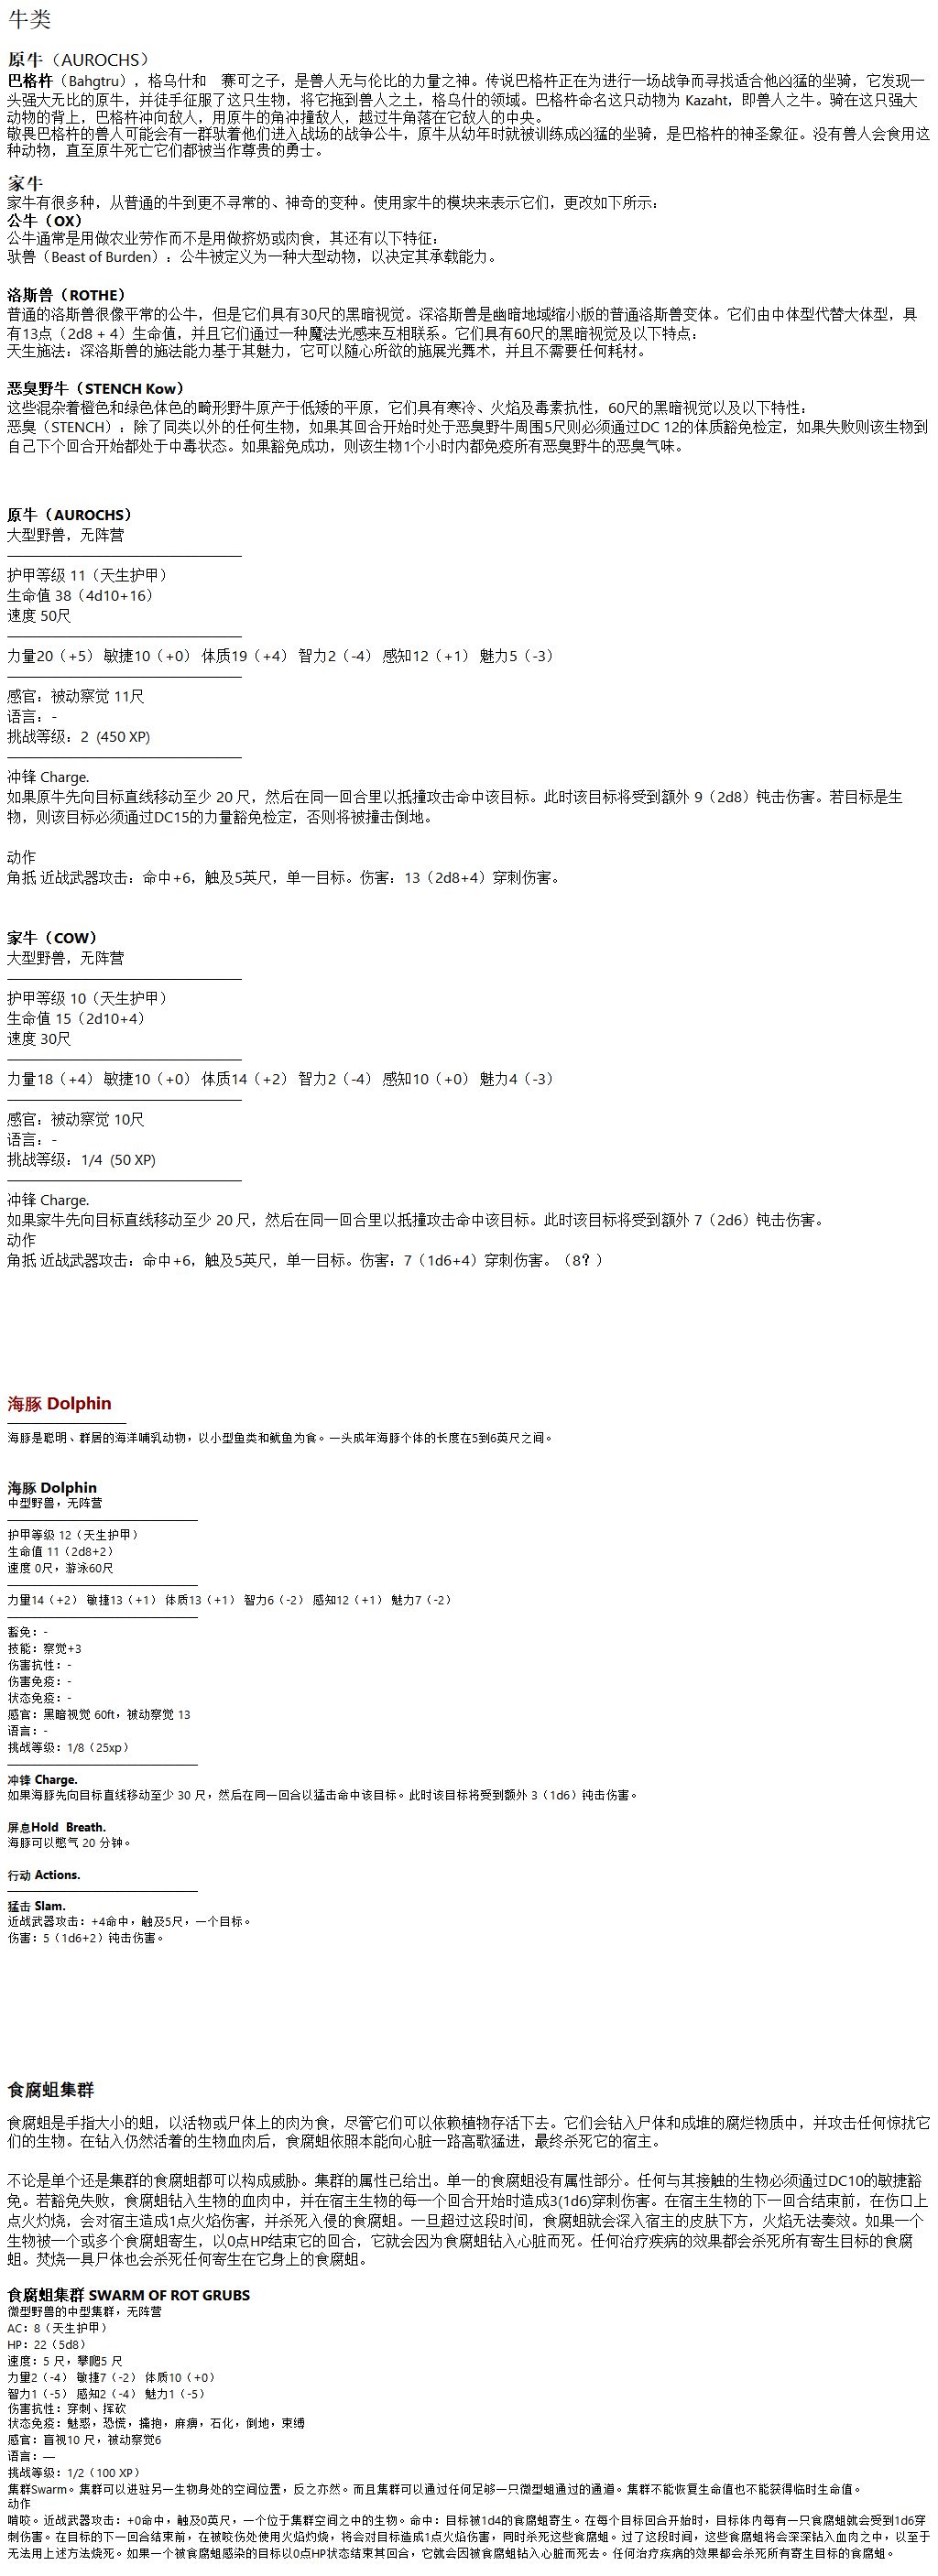 牛类
原牛（AUROCHS）
巴格杵（Bahgtru），格乌什和　赛可之子，是兽人无与伦比的力量之神。传说巴格杵正在为进行一场战争而寻找适合他凶猛的坐骑，它发现一
头强大无比的原牛，并徒手征服了这只生物，将它拖到兽人之土，格乌什的领域。巴格杵命名这只动物为 Kazaht，即兽人之牛。骑在这只强大
动物的背上，巴格杵冲向敌人，用原牛的角冲撞敌人，越过牛角落在它敌人的中央。
敬畏巴格杵的兽人可能会有一群驮着他们进入战场的战争公牛，原牛从幼年时就被训练成凶猛的坐骑，是巴格杵的神圣象征。没有兽人会食用这
种动物，直至原牛死亡它们都被当作尊贵的勇士。
家牛
家牛有很多种，从普通的牛到更不寻常的、神奇的变种。使用家牛的模块来表示它们，更改如下所示：
公牛（OX）
公牛通常是用做农业劳作而不是用做挤奶或肉食，其还有以下特征：
驮兽（Beast of Burden）：公牛被定义为一种大型动物，以决定其承载能力。
洛斯兽（ROTHE）
普通的洛斯兽很像平常的公牛，但是它们具有30尺的黑暗视觉。深洛斯兽是幽暗地域缩小版的普通洛斯兽变体。它们由中体型代替大体型，具
有13点（2d8 + 4）生命值，并且它们通过一种魔法光感来互相联系。它们具有60尺的黑暗视觉及以下特点：
天生施法：深洛斯兽的施法能力基于其魅力，它可以随心所欲的施展光舞术，并且不需要任何耗材。
恶臭野牛（STENCH Kow）
这些混杂着橙色和绿色体色的畸形野牛原产于低矮的平原，它们具有寒冷、火焰及毒素抗性，60尺的黑暗视觉以及以下特性：
恶臭（STENCH）：除了同类以外的任何生物，如果其回合开始时处于恶臭野牛周围5尺则必须通过DC 12的体质豁免检定，如果失败则该生物到
自己下个回合开始都处于中毒状态。如果豁免成功，则该生物1个小时内都免疫所有恶臭野牛的恶臭气味。
原牛（AUROCHS）
大型野兽，无阵营
护甲等级 11（天生护甲）
生命值 38（4d10+16）
速度 50尺
力量20（+5） 敏捷10（+0） 体质19（+4） 智力2（-4） 感知12（+1） 魅力5（-3）
感官：被动察觉 11尺
语言：-
挑战等级：2  (450 XP)
冲锋 Charge.
如果原牛先向目标直线移动至少 20 尺，然后在同一回合里以抵撞攻击命中该目标。此时该目标将受到额外 9（2d8）钝击伤害。若目标是生
物，则该目标必须通过DC15的力量豁免检定，否则将被撞击倒地。
动作
角抵 近战武器攻击：命中+6，触及5英尺，单一目标。伤害：13（2d8+4）穿刺伤害。
家牛（COW）
大型野兽，无阵营
护甲等级 10（天生护甲）
生命值 15（2d10+4）
速度 30尺
力量18（+4） 敏捷10（+0） 体质14（+2） 智力2（-4） 感知10（+0） 魅力4（-3）
感官：被动察觉 10尺
语言：-
挑战等级：1/4  (50 XP)
冲锋 Charge.
如果家牛先向目标直线移动至少 20 尺，然后在同一回合里以抵撞攻击命中该目标。此时该目标将受到额外 7（2d6）钝击伤害。
动作
角抵 近战武器攻击：命中+6，触及5英尺，单一目标。伤害：7（1d6+4）穿刺伤害。（8？）
海豚 Dolphin
海豚是聪明、群居的海洋哺乳动物，以小型鱼类和鱿鱼为食。一头成年海豚个体的长度在5到6英尺之间。
海豚 Dolphin
中型野兽，无阵营
护甲等级 12（天生护甲）
生命值 11（2d8+2）
速度 0尺，游泳60尺
力量14（+2） 敏捷13（+1） 体质13（+1） 智力6（-2） 感知12（+1） 魅力7（-2）
豁免：-
技能：察觉+3
伤害抗性：-
伤害免疫：-
状态免疫：-
感官：黑暗视觉 60ft，被动察觉 13
语言：-
挑战等级：1/8（25xp）
冲锋 Charge.
如果海豚先向目标直线移动至少 30 尺，然后在同一回合以猛击命中该目标。此时该目标将受到额外 3（1d6）钝击伤害。
屏息Hold  Breath.
海豚可以憋气 20 分钟。
行动 Actions.
猛击 Slam.
近战武器攻击：+4命中，触及5尺，一个目标。
伤害：5（1d6+2）钝击伤害。
食腐蛆集群
食腐蛆是手指大小的蛆，以活物或尸体上的肉为食，尽管它们可以依赖植物存活下去。它们会钻入尸体和成堆的腐烂物质中，并攻击任何惊扰它
们的生物。在钻入仍然活着的生物血肉后，食腐蛆依照本能向心脏一路高歌猛进，最终杀死它的宿主。
不论是单个还是集群的食腐蛆都可以构成威胁。集群的属性已给出。单一的食腐蛆没有属性部分。任何与其接触的生物必须通过DC10的敏捷豁
免。若豁免失败，食腐蛆钻入生物的血肉中，并在宿主生物的每一个回合开始时造成3(1d6)穿刺伤害。在宿主生物的下一回合结束前，在伤口上
点火灼烧，会对宿主造成1点火焰伤害，并杀死入侵的食腐蛆。一旦超过这段时间，食腐蛆就会深入宿主的皮肤下方，火焰无法奏效。如果一个
生物被一个或多个食腐蛆寄生，以0点HP结束它的回合，它就会因为食腐蛆钻入心脏而死。任何治疗疾病的效果都会杀死所有寄生目标的食腐
蛆。焚烧一具尸体也会杀死任何寄生在它身上的食腐蛆。
食腐蛆集群 SWARM OF ROT GRUBS
微型野兽的中型集群，无阵营
AC：8（天生护甲）
HP：22（5d8）
速度：5 尺，攀爬5 尺
力量2（-4） 敏捷7（-2） 体质10（+0）
智力1（-5） 感知2（-4） 魅力1（-5）
伤害抗性：穿刺、挥砍
状态免疫：魅惑，恐慌，擒抱，麻痹，石化，倒地，束缚
感官：盲视10 尺，被动察觉6
语言：—
挑战等级：1/2（100 XP）
集群Swarm。集群可以进驻另一生物身处的空间位置，反之亦然。而且集群可以通过任何足够一只微型蛆通过的通道。集群不能恢复生命值也不能获得临时生命值。
动作
啃咬。近战武器攻击：+0命中，触及0英尺，一个位于集群空间之中的生物。命中：目标被1d4的食腐蛆寄生。在每个目标回合开始时，目标体内每有一只食腐蛆就会受到1d6穿
刺伤害。在目标的下一回合结束前，在被咬伤处使用火焰灼烧，将会对目标造成1点火焰伤害，同时杀死这些食腐蛆。过了这段时间，这些食腐蛆将会深深钻入血肉之中，以至于
无法用上述方法烧死。如果一个被食腐蛆感染的目标以0点HP状态结束其回合，它就会因被食腐蛆钻入心脏而死去。任何治疗疾病的效果都会杀死所有寄生目标的食腐蛆。